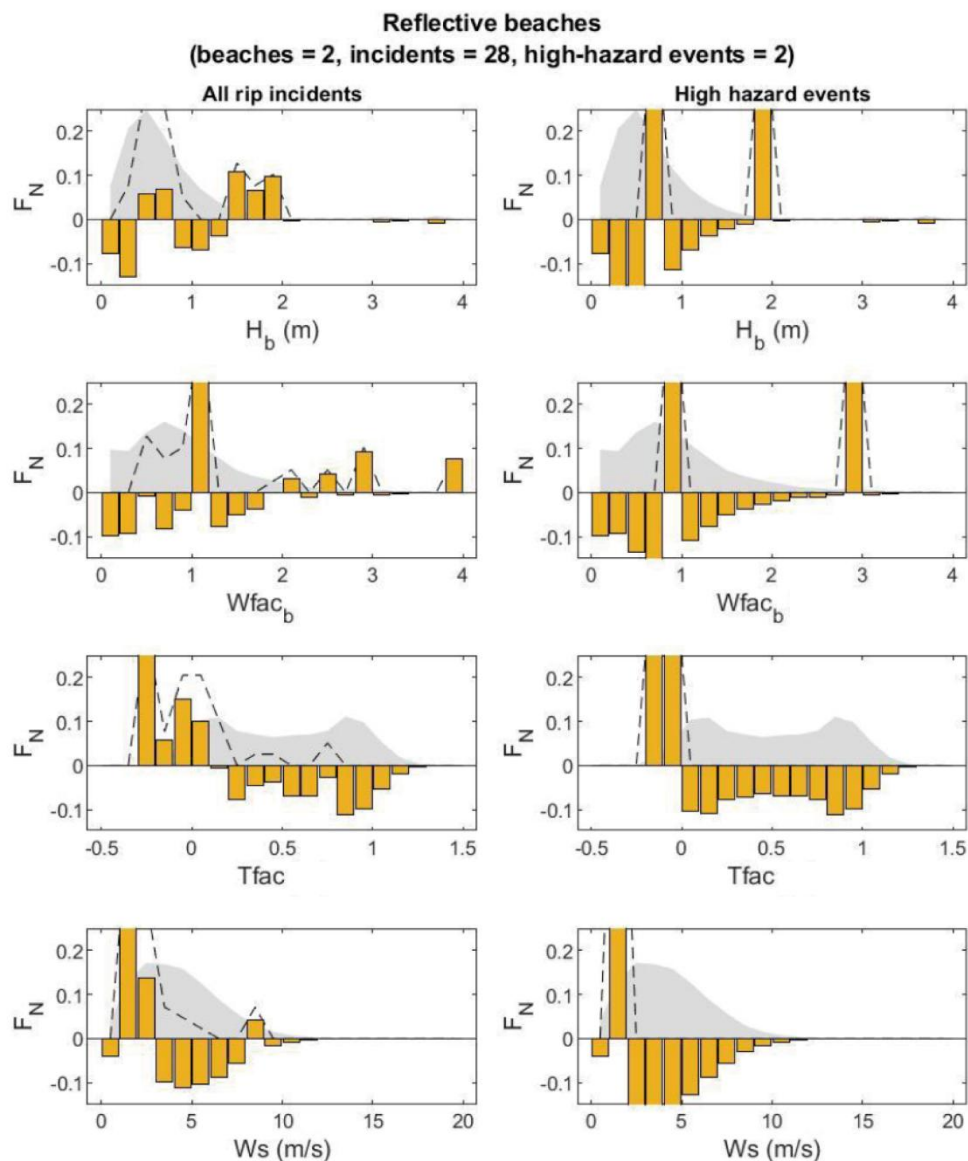 Reflective beaches
(beaches = 2, incidents = 28, high-hazard events = 2)
All rip incidents
High hazard events
0.2
0.1
0
-0.1
F_N
0 1 2 3 4
H_b (m)
0.2
0.1
0
-0.1
F_N
0 1 2 3 4
H_b (m)
0.2
0.1
0
-0.1
F_N
0 1 2 3 4
Wfac_b
0.2
0.1
0
-0.1
F_N
0 1 2 3 4
Wfac_b
0.2
0.1
0
-0.1
F_N
-0.5 0 0.5 1 1.5
Tfac
0.2
0.1
0
-0.1
F_N
-0.5 0 0.5 1 1.5
Tfac
0.2
0.1
0
-0.1
F_N
0 5 10 15 20
Ws (m/s)
0.2
0.1
0
-0.1
F_N
0 5 10 15 20
Ws (m/s)